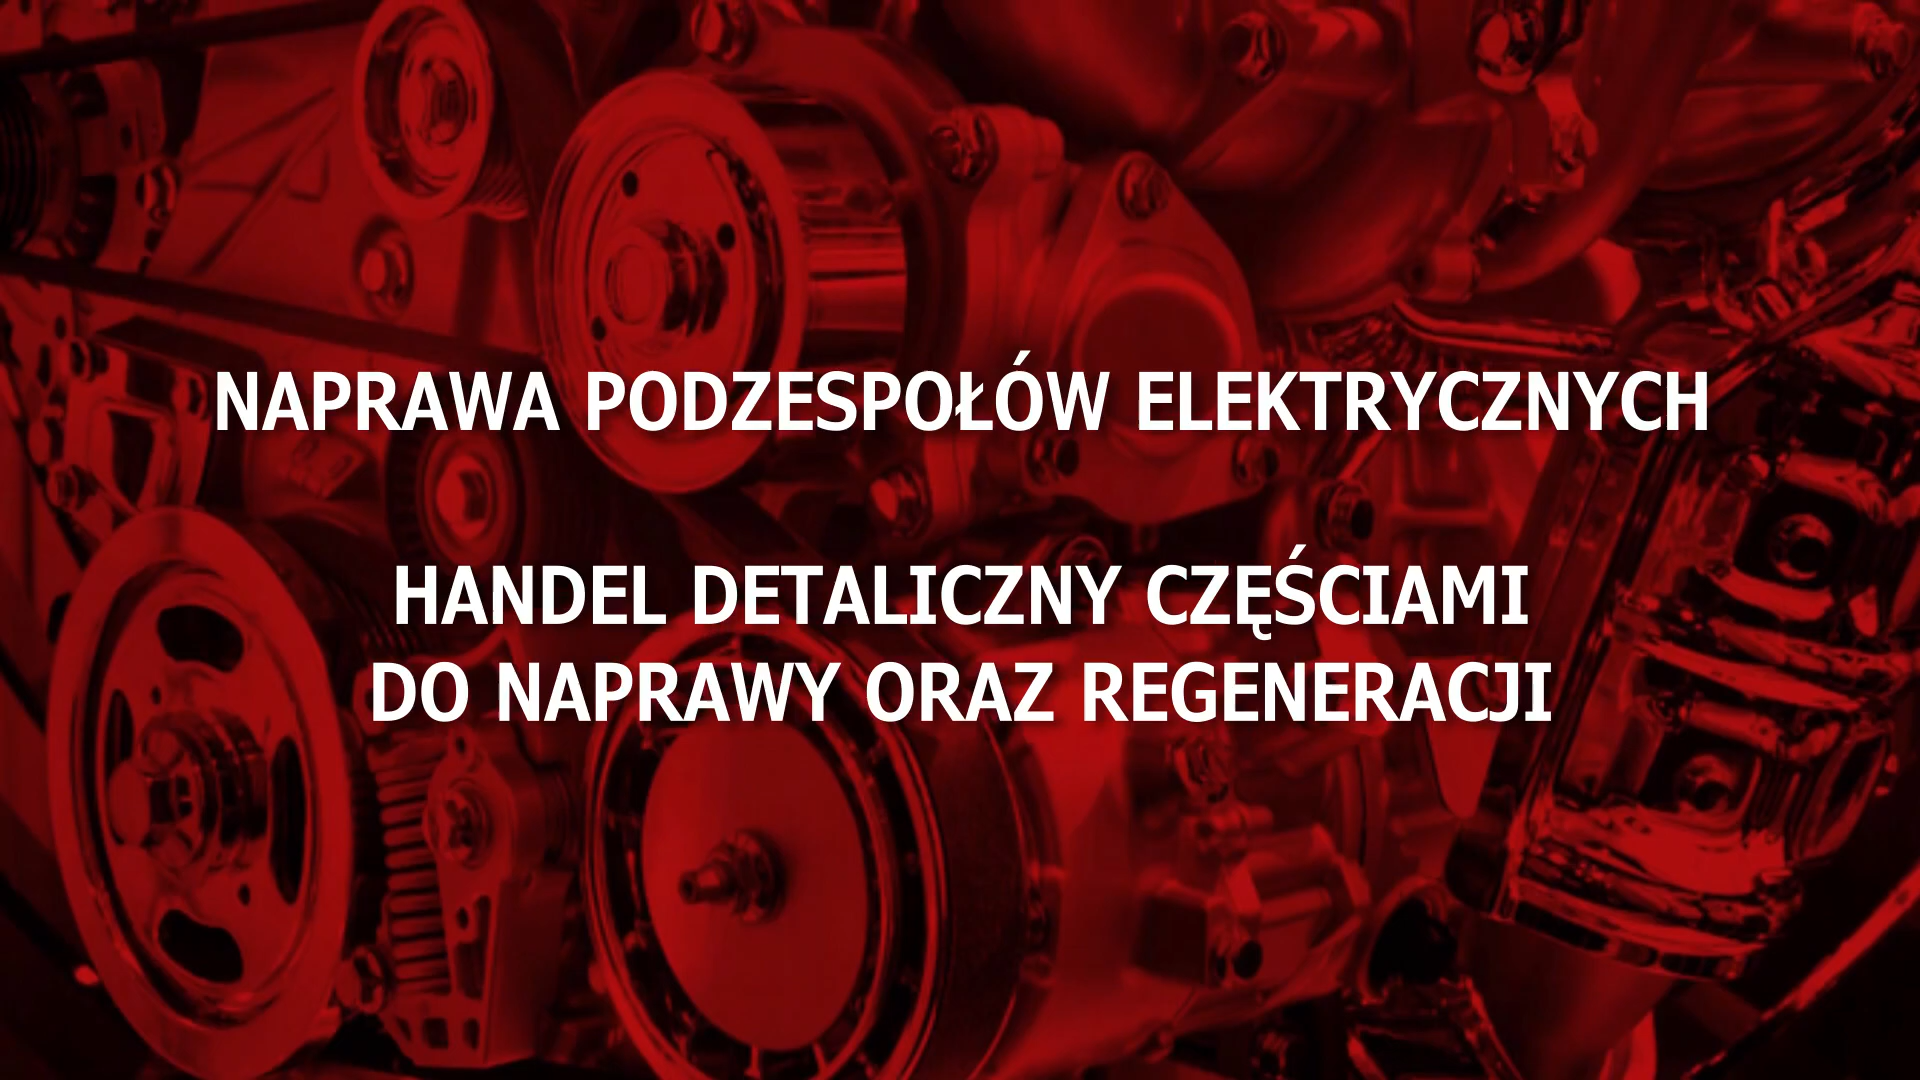 NAPRAWA PODZESPOŁÓW ELEKTRYCZNYCH
HANDEL DETALICZNY CZĘŚCIAMI
DO NAPRAWY ORAZ REGENERACJI